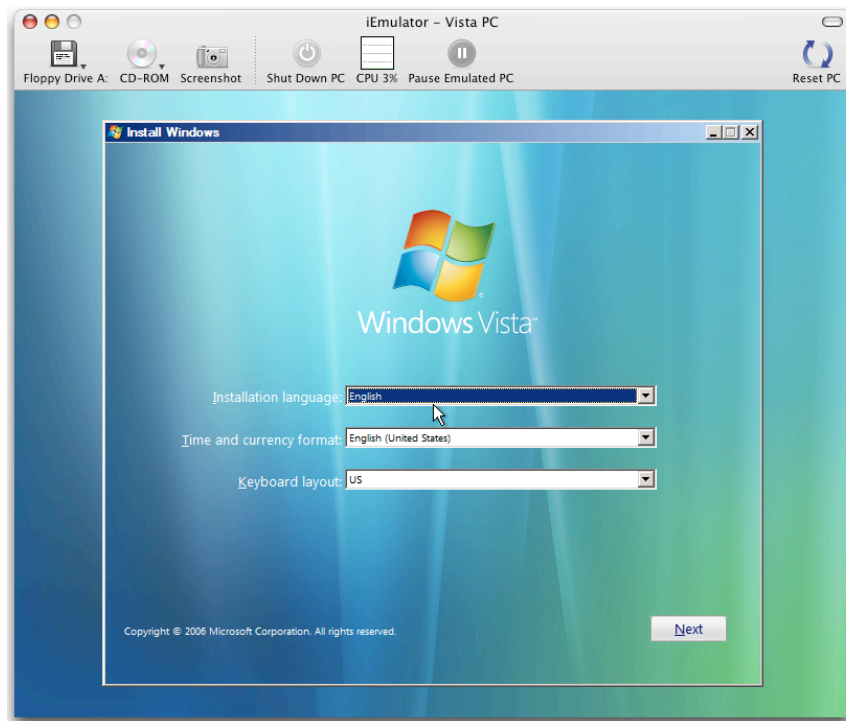 iEmulator – Vista PC
Floppy Drive A: CD-ROM Screenshot Shut Down PC CPU 3% Pause Emulated PC Reset PC
Install Windows
Windows Vista™
Installation language: English
Time and currency format: English (United States)
Keyboard layout: US
Copyright © 2006 Microsoft Corporation. All rights reserved.
Next